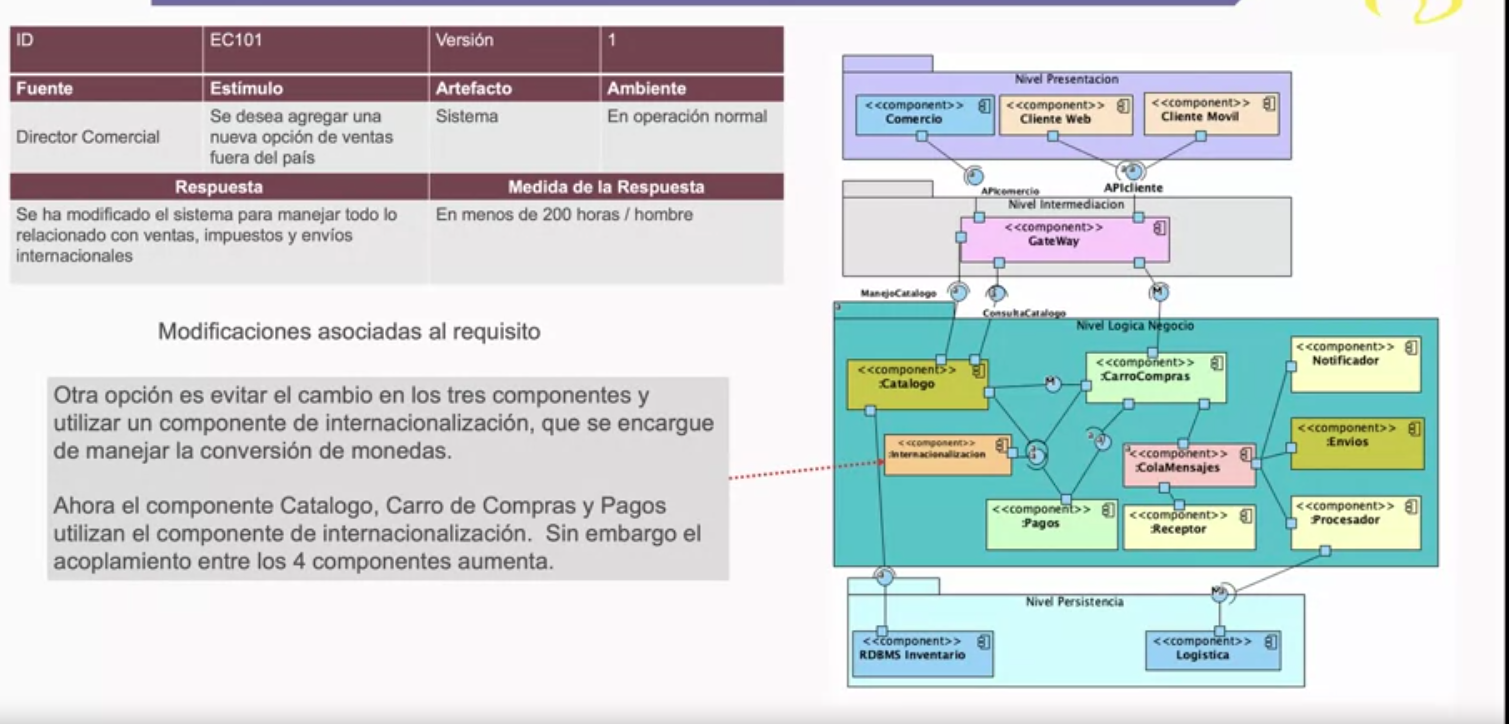 ID EC101 Versión 1
Fuente Estímulo Artefacto Ambiente
Director Comercial
Se desea agregar una
nueva opción de ventas
fuera del país
Sistema
En operación normal
Respuesta Medida de la Respuesta
Se ha modificado el sistema para manejar todo lo
relacionado con ventas, impuestos y envíos
internacionales
En menos de 200 horas / hombre
Modificaciones asociadas al requisito
Otra opción es evitar el cambio en los tres componentes y
utilizar un componente de internacionalización, que se encargue
de manejar la conversión de monedas.
Ahora el componente Catalogo, Carro de Compras y Pagos
utilizan el componente de internacionalización. Sin embargo el
acoplamiento entre los 4 componentes aumenta.
Nivel Presentacion
<<component>>
Comercio
<<component>>
Cliente Web
<<component>>
Cliente Movil
APIcomercio
APIcliente
Nivel Intermediacion
<<component>>
GateWay
ManejoCatalogo
ConsultaCatalogo
Nivel Logica Negocio
<<component>>
:Catalogo
<<component>>
:CarroCompras
<<component>>
Notificador
<<component>>
:Internacionalizacion
<<component>>
:ColaMensajes
<<component>>
:Envios
<<component>>
:Pagos
<<component>>
:Receptor
<<component>>
:Procesador
Nivel Persistencia
<<component>>
RDBMS Inventario
<<component>>
Logistica